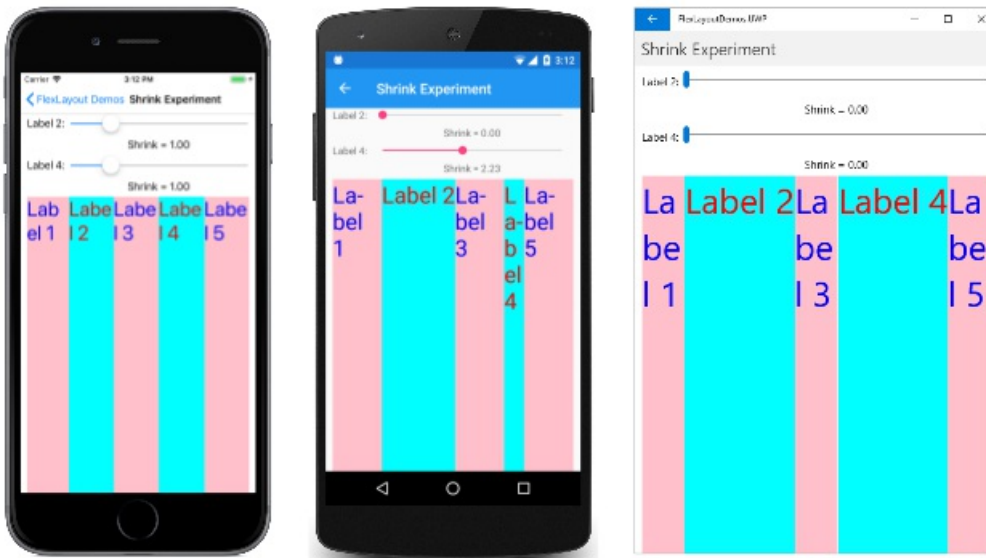 Carrier 3:12 PM
FlexLayout Demos Shrink Experiment
Label 2:
Shrink = 1.00
Label 4:
Shrink = 1.00
Lab
el 1
Labe
l 2
Labe
l 3
Labe
l 4
Labe
l 5
3:12
Shrink Experiment
Label 2:
Shrink = 0.00
Label 4:
Shrink = 2.23
La-
bel
1
Label 2
La-
bel
3
L
a-
b
el
4
La-
bel
5
FlexLayoutDemos.UWP
Shrink Experiment
Label 2:
Shrink = 0.00
Label 4:
Shrink = 0.00
La
be
l 1
Label 2
La
be
l 3
Label 4
La
be
l 5